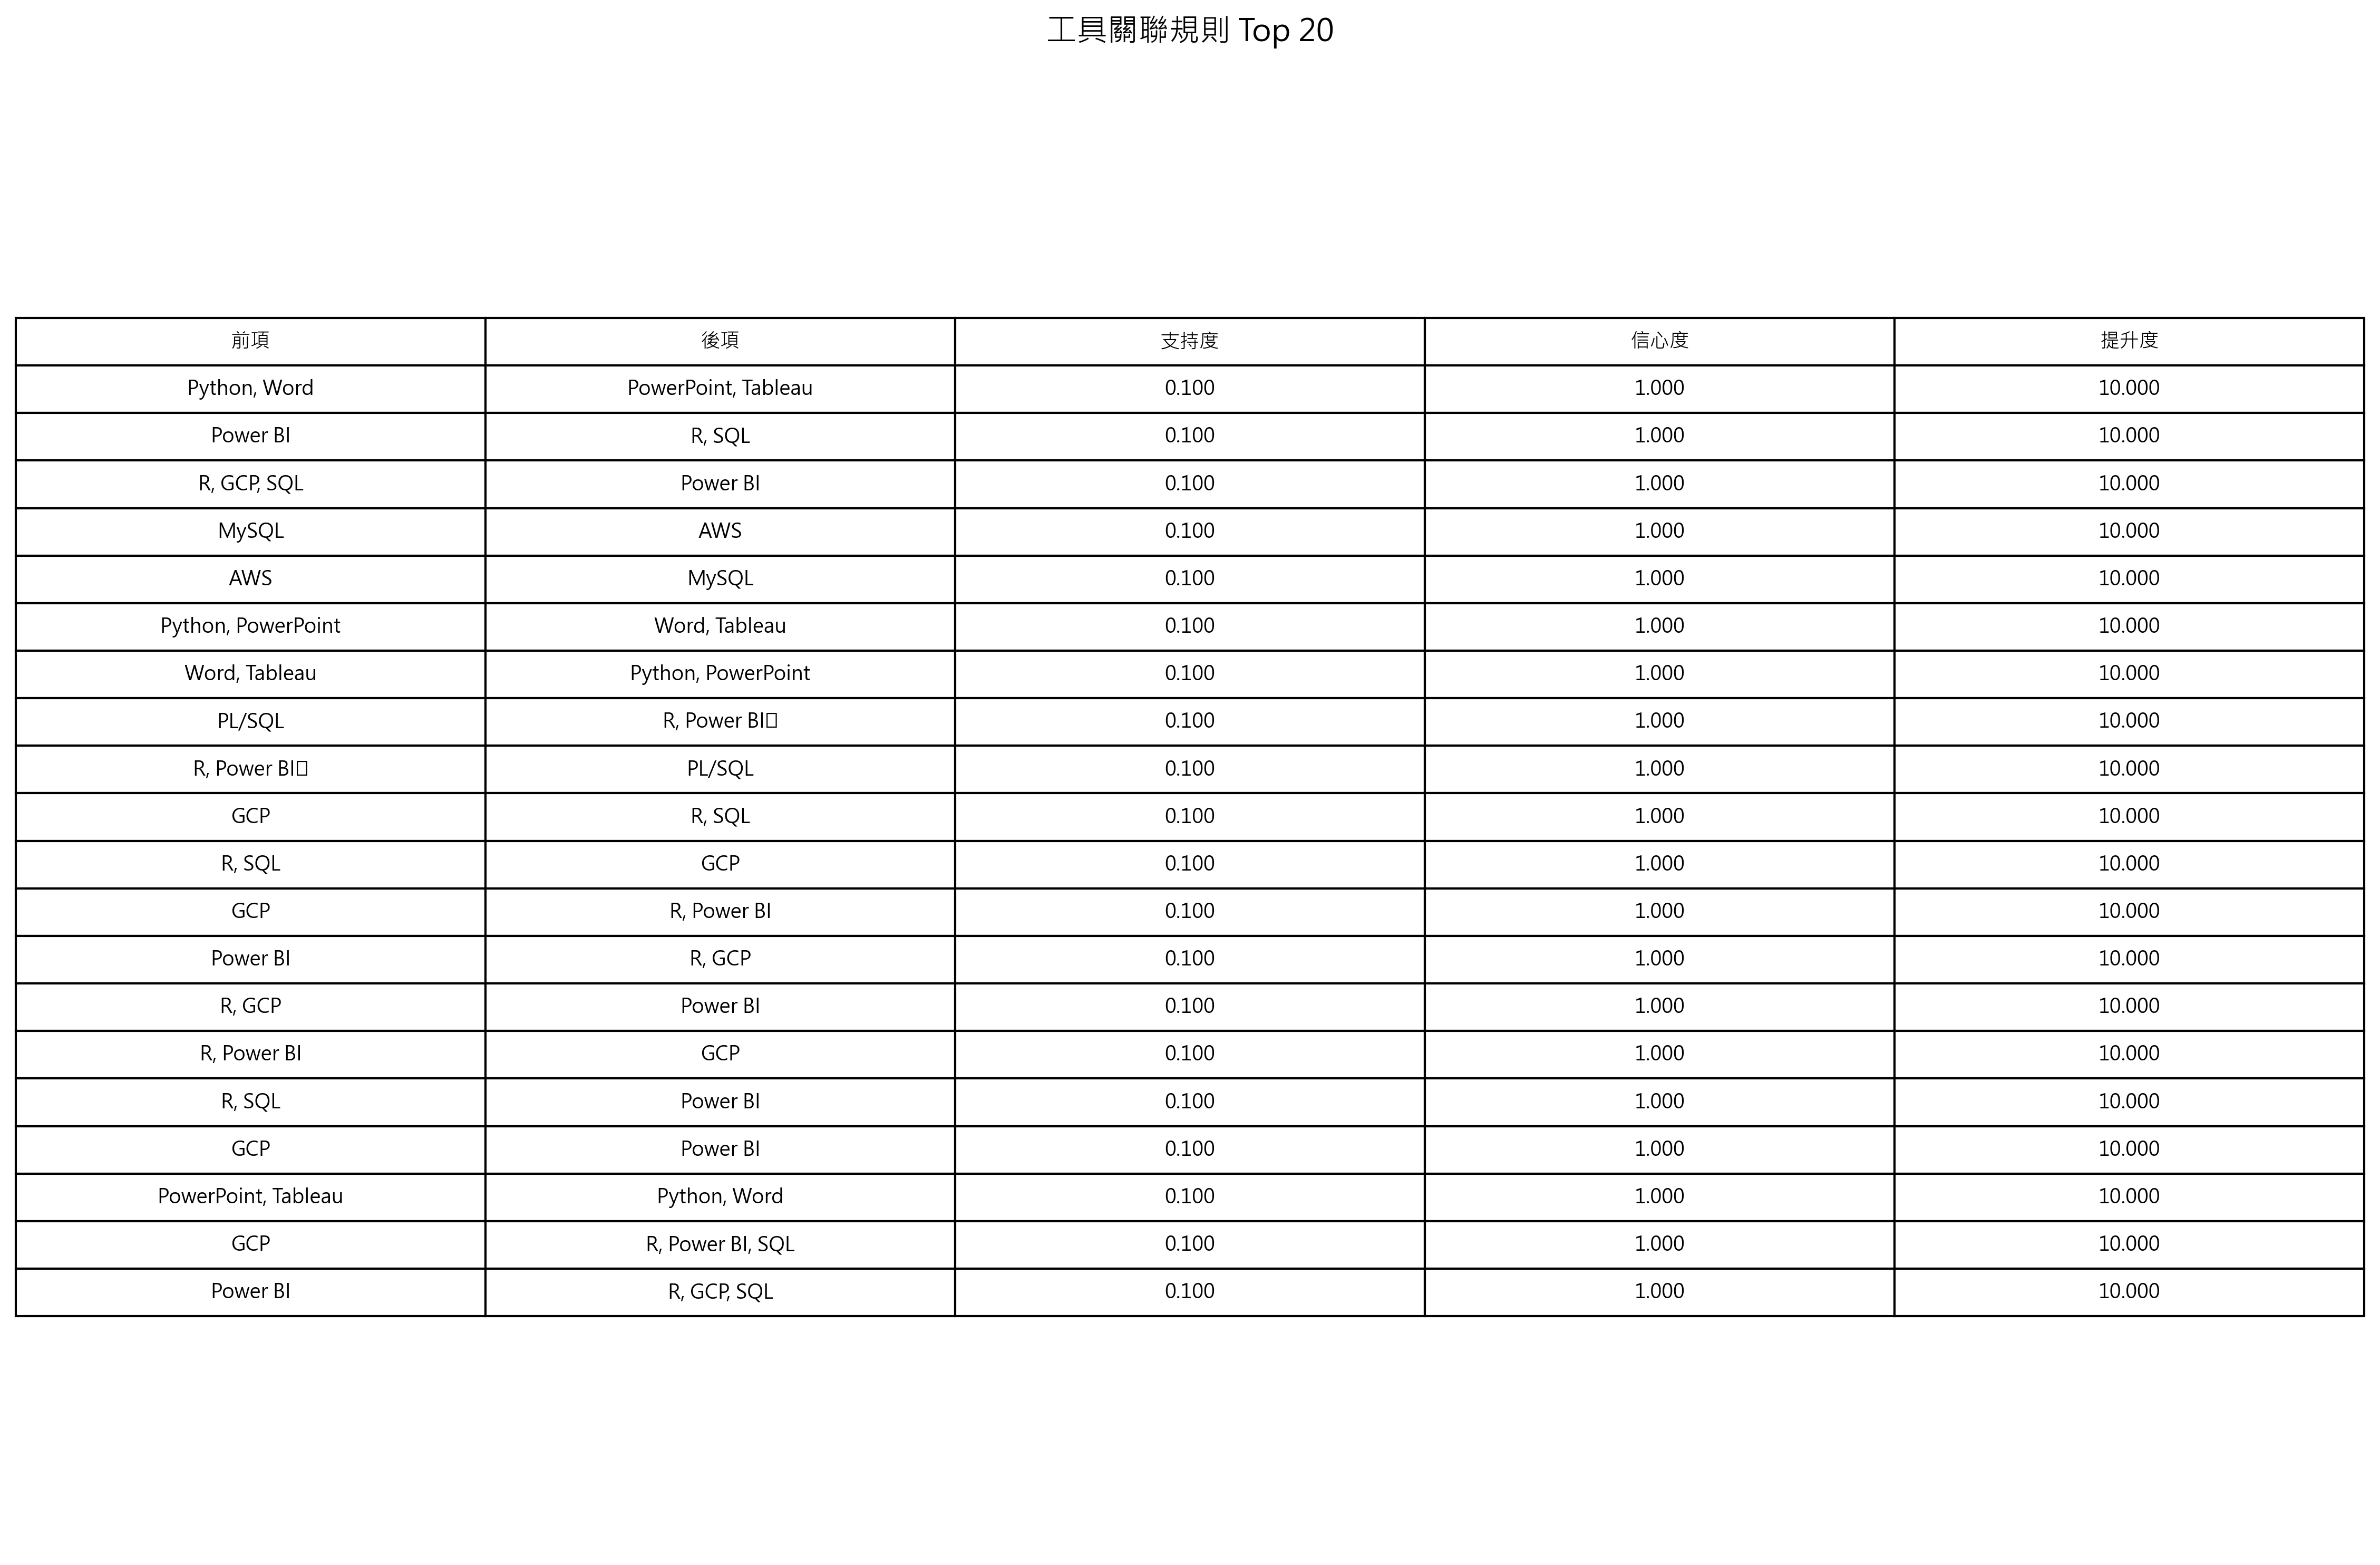 工具關聯規則 Top 20
前項 後項 支持度 信心度 提升度
Python, Word PowerPoint, Tableau 0.100 1.000 10.000
Power BI R, SQL 0.100 1.000 10.000
R, GCP, SQL Power BI 0.100 1.000 10.000
MySQL AWS 0.100 1.000 10.000
AWS MySQL 0.100 1.000 10.000
Python, PowerPoint Word, Tableau 0.100 1.000 10.000
Word, Tableau Python, PowerPoint 0.100 1.000 10.000
PL/SQL R, Power BI▯ 0.100 1.000 10.000
R, Power BI▯ PL/SQL 0.100 1.000 10.000
GCP R, SQL 0.100 1.000 10.000
R, SQL GCP 0.100 1.000 10.000
GCP R, Power BI 0.100 1.000 10.000
Power BI R, GCP 0.100 1.000 10.000
R, GCP Power BI 0.100 1.000 10.000
R, Power BI GCP 0.100 1.000 10.000
R, SQL Power BI 0.100 1.000 10.000
GCP Power BI 0.100 1.000 10.000
PowerPoint, Tableau Python, Word 0.100 1.000 10.000
GCP R, Power BI, SQL 0.100 1.000 10.000
Power BI R, GCP, SQL 0.100 1.000 10.000